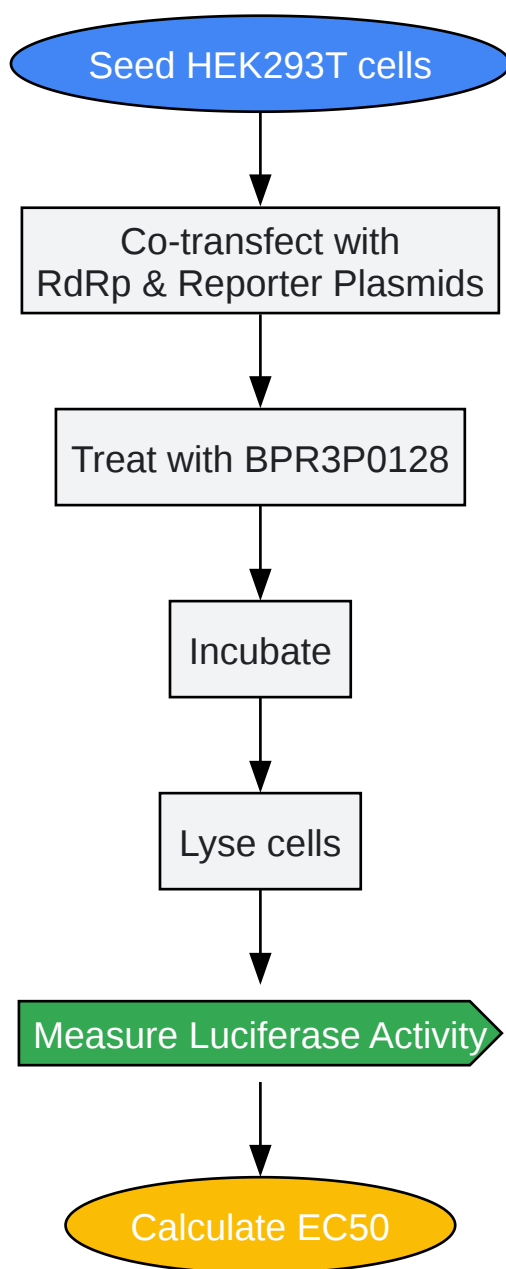 Seed HEK293T cells
Co-transfect with
RdRp & Reporter Plasmids
Treat with BPR3P0128
Incubate
Lyse cells
Measure Luciferase Activity
Calculate EC50